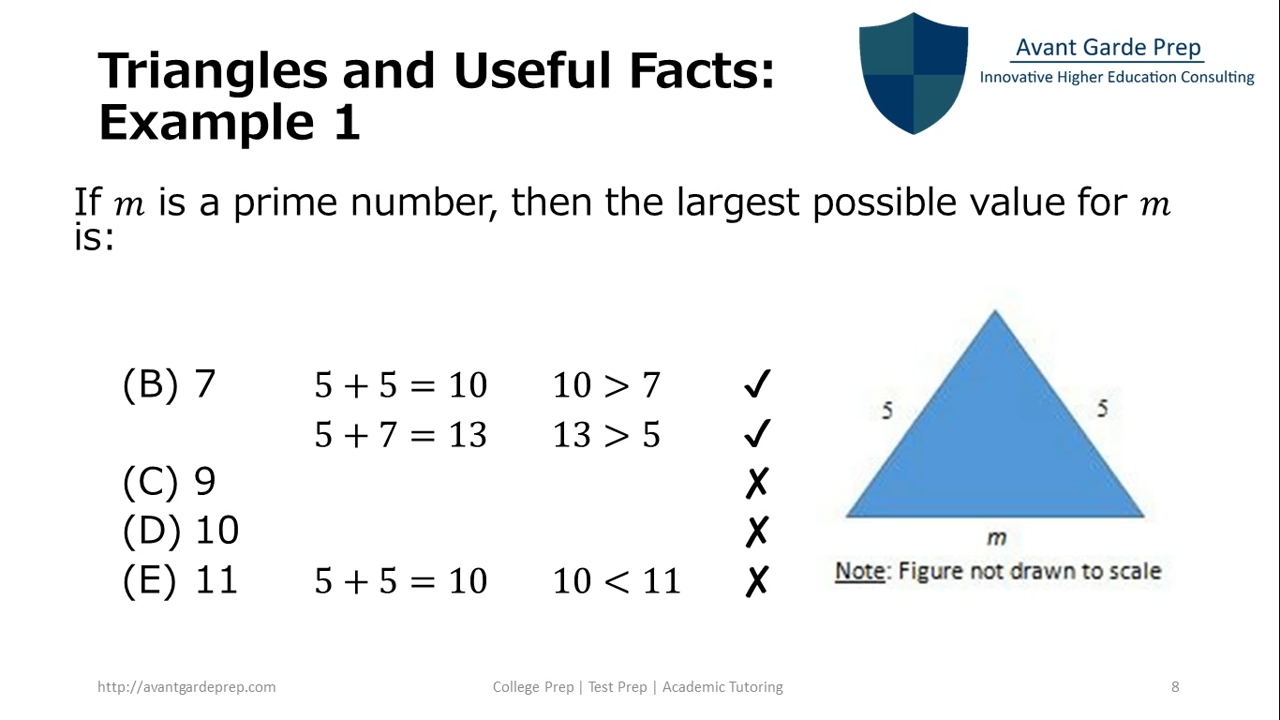 Triangles and Useful Facts:
Example 1
Avant Garde Prep
Innovative Higher Education Consulting
If m is a prime number, then the largest possible value for m
is:
(B) 7 5 + 5 = 10 10 > 7 ✓
5 + 7 = 13 13 > 5 ✓
(C) 9 ✗
(D) 10 ✗
(E) 11 5 + 5 = 10 10 < 11 ✗
5 5
m
Note: Figure not drawn to scale
http://avantgardeprep.com College Prep | Test Prep | Academic Tutoring 8